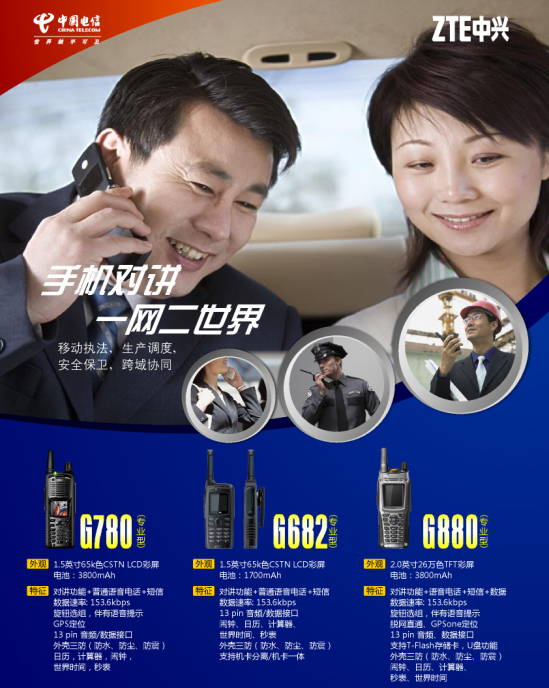 中国电信
CHINA TELECOM
世界触手可及
ZTE中兴
手机对讲
一网二世界
移动执法、生产调度，
安全保卫，跨域协同
G780(专业型)
外观 1.5英寸65k色CSTN LCD彩屏
电池：3800mAh
特征 对讲功能+普通语音电话+短信
数据速率: 153.6kbps
旋钮选组，伴有语音提示
GPS定位
13 pin 音频/数据接口
外壳三防（防水、防尘、防震）
日历，计算器，闹钟，
世界时间，秒表
G682(专业型)
外观 1.5英寸65k色CSTN LCD彩屏
电池：1700mAh
特征 对讲功能+普通语音电话+短信
数据速率: 153.6kbps
13 pin 音频/数据接口
闹钟、日历、计算器、
世界时间、秒表
外壳三防（防水、防尘、防震）
支持机卡分离/机卡一体
G880(专业型)
外观 2.0英寸26万色TFT彩屏
电池：3800mAh
特征 对讲功能+语音电话+短信+数据
数据速率: 153.6kbps
旋钮选组，伴有语音提示
脱网直通、GPSone定位
13 pin 音频、数据接口
支持T-Flash存储卡，U盘功能
外壳三防（防水、防尘、防震）
闹钟、日历、计算器、
秒表、世界时间